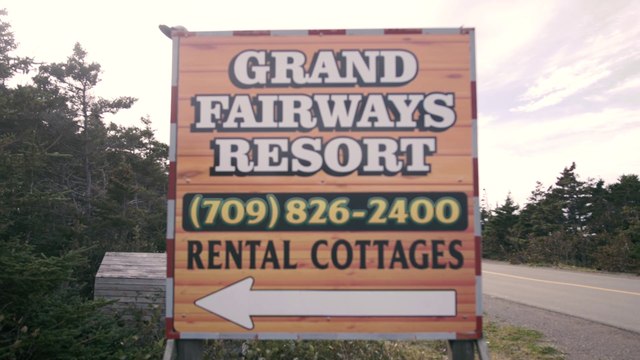 GRAND
FAIRWAYS
RESORT
(709) 826-2400
RENTAL COTTAGES